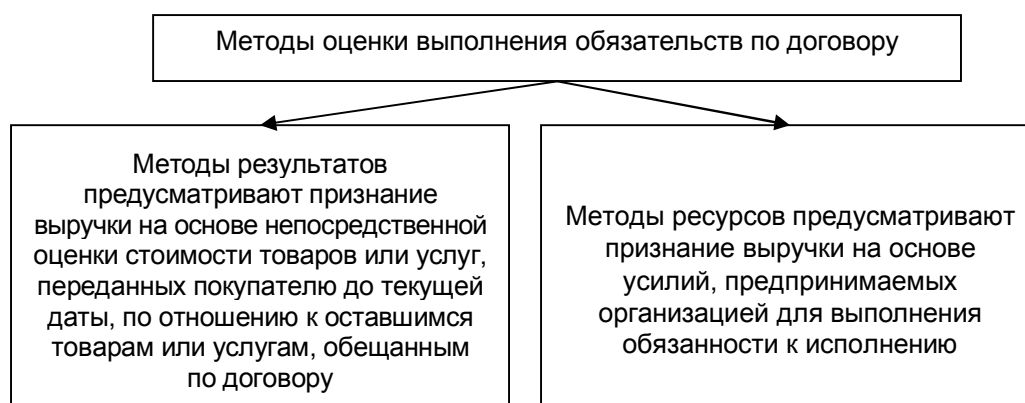 Методы оценки выполнения обязательств по договору
Методы результатов
предусматривают признание
выручки на основе непосредственной
оценки стоимости товаров или услуг,
переданных покупателю до текущей
даты, по отношению к оставшимся
товарам или услугам, обещанным
по договору
Методы ресурсов предусматривают
признание выручки на основе
усилий, предпринимаемых
организацией для выполнения
обязанности к исполнению